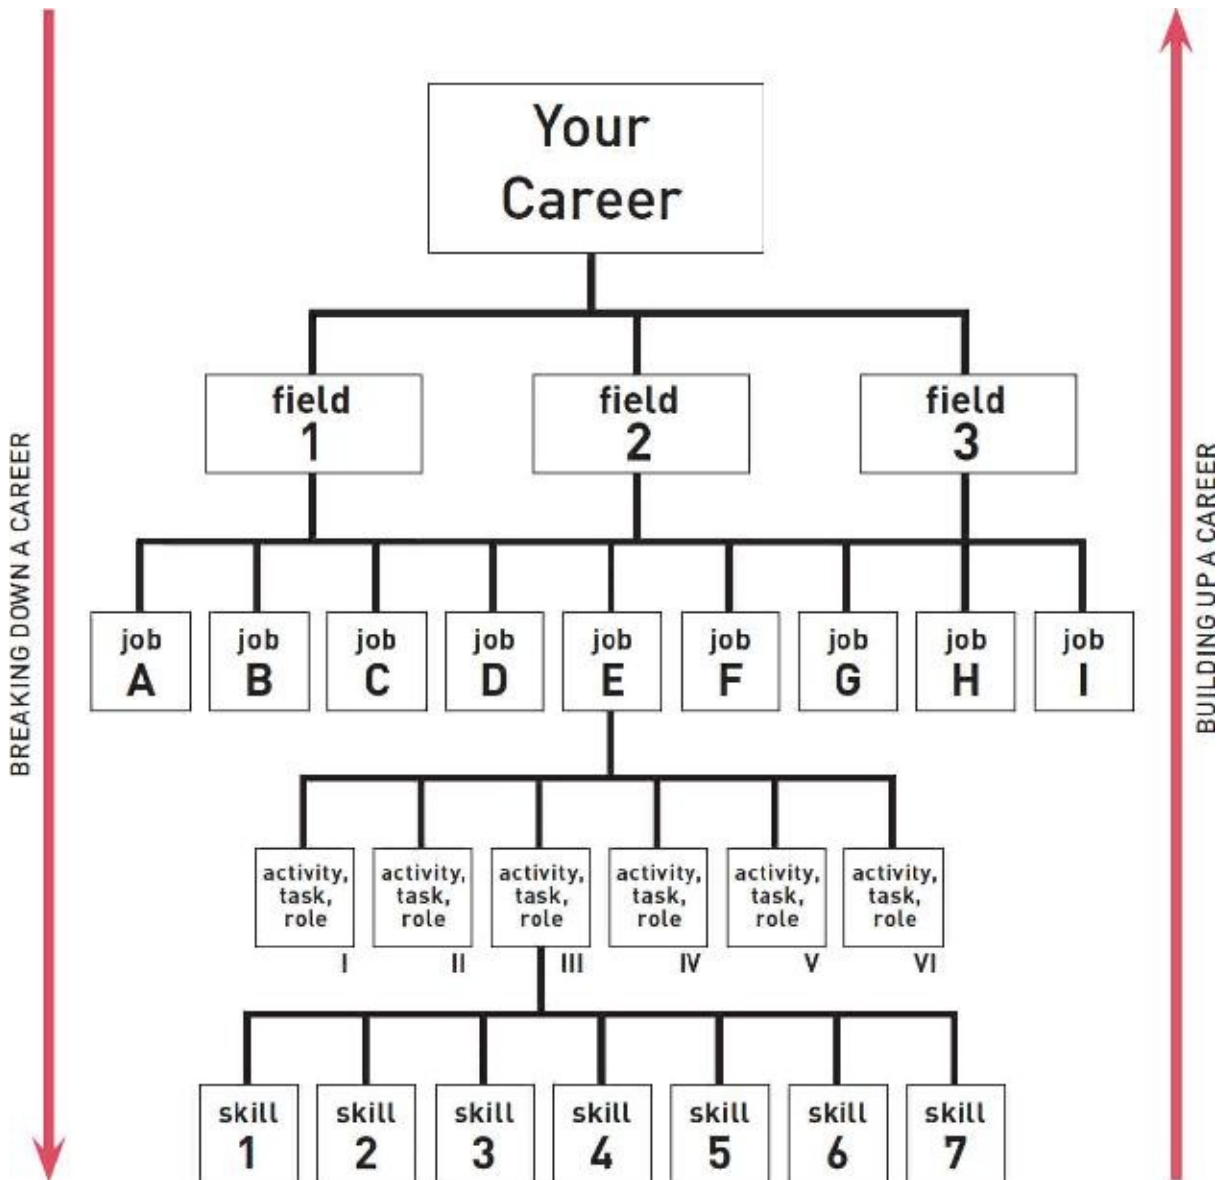 Your
Career
field
1
field
2
field
3
BREAKING DOWN A CAREER
BUILDING UP A CAREER
job
A
job
B
job
C
job
D
job
E
job
F
job
G
job
H
job
I
activity,
task,
role
I
activity,
task,
role
II
activity,
task,
role
III
activity,
task,
role
IV
activity,
task,
role
V
activity,
task,
role
VI
skill
1
skill
2
skill
3
skill
4
skill
5
skill
6
skill
7